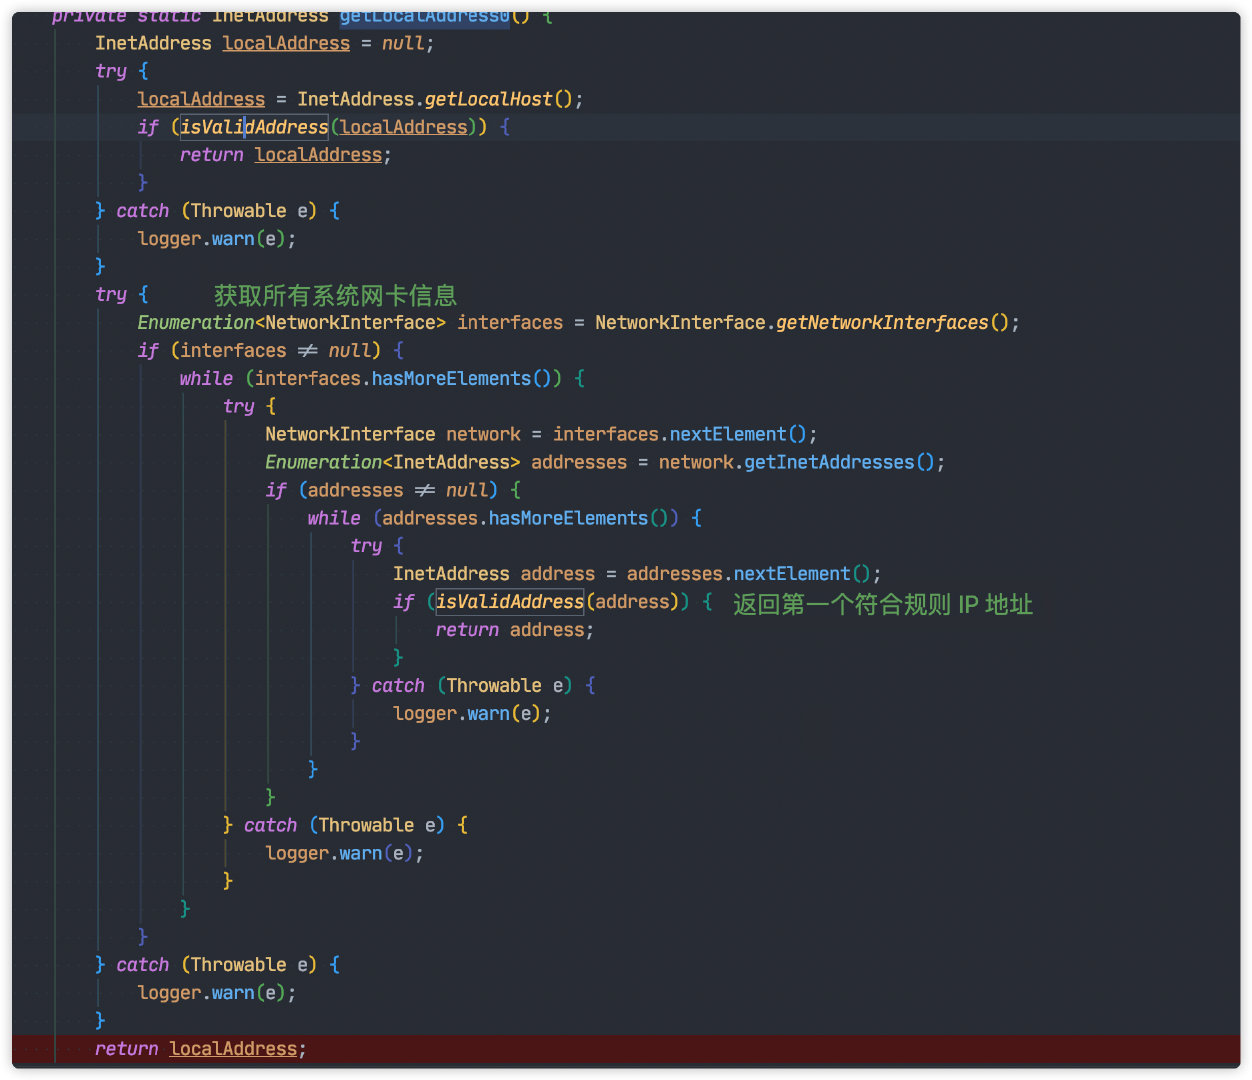 private static InetAddress getLocalAddress0() {
InetAddress localAddress = null;
try {
localAddress = InetAddress.getLocalHost();
if (isValidAddress(localAddress)) {
return localAddress;
}
} catch (Throwable e) {
logger.warn(e);
}
try { 获取所有系统网卡信息
Enumeration<NetworkInterface> interfaces = NetworkInterface.getNetworkInterfaces();
if (interfaces ≠ null) {
while (interfaces.hasMoreElements()) {
try {
NetworkInterface network = interfaces.nextElement();
Enumeration<InetAddress> addresses = network.getInetAddresses();
if (addresses ≠ null) {
while (addresses.hasMoreElements()) {
try {
InetAddress address = addresses.nextElement();
if (isValidAddress(address)) { 返回第一个符合规则 IP 地址
return address;
}
} catch (Throwable e) {
logger.warn(e);
}
}
}
} catch (Throwable e) {
logger.warn(e);
}
}
}
} catch (Throwable e) {
logger.warn(e);
}
return localAddress;